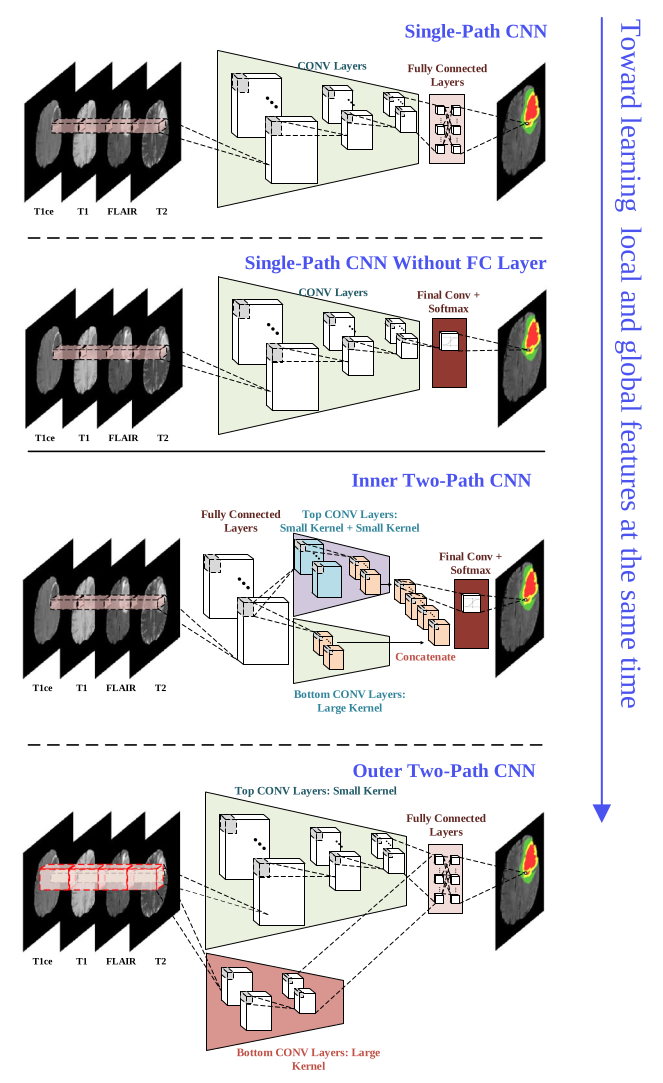 Single-Path CNN
CONV Layers
Fully Connected
Layers
T1ce T1 FLAIR T2
Single-Path CNN Without FC Layer
CONV Layers
Final Conv +
Softmax
T1ce T1 FLAIR T2
Inner Two-Path CNN
Fully Connected
Layers
Top CONV Layers:
Small Kernel + Small Kernel
Final Conv +
Softmax
Concatenate
T1ce T1 FLAIR T2
Bottom CONV Layers:
Large Kernel
Outer Two-Path CNN
Top CONV Layers: Small Kernel
Fully Connected
Layers
T1ce T1 FLAIR T2
Bottom CONV Layers: Large
Kernel
Toward learning local and global features at the same time